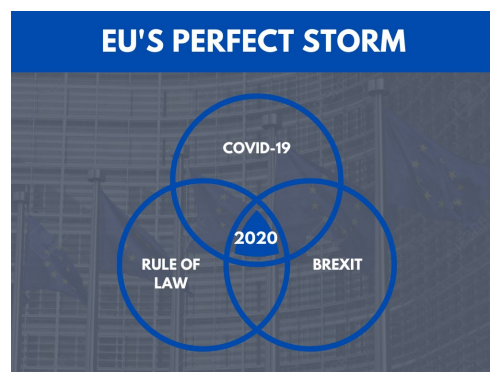 EU'S PERFECT STORM
COVID-19
2020
RULE OF
LAW
BREXIT